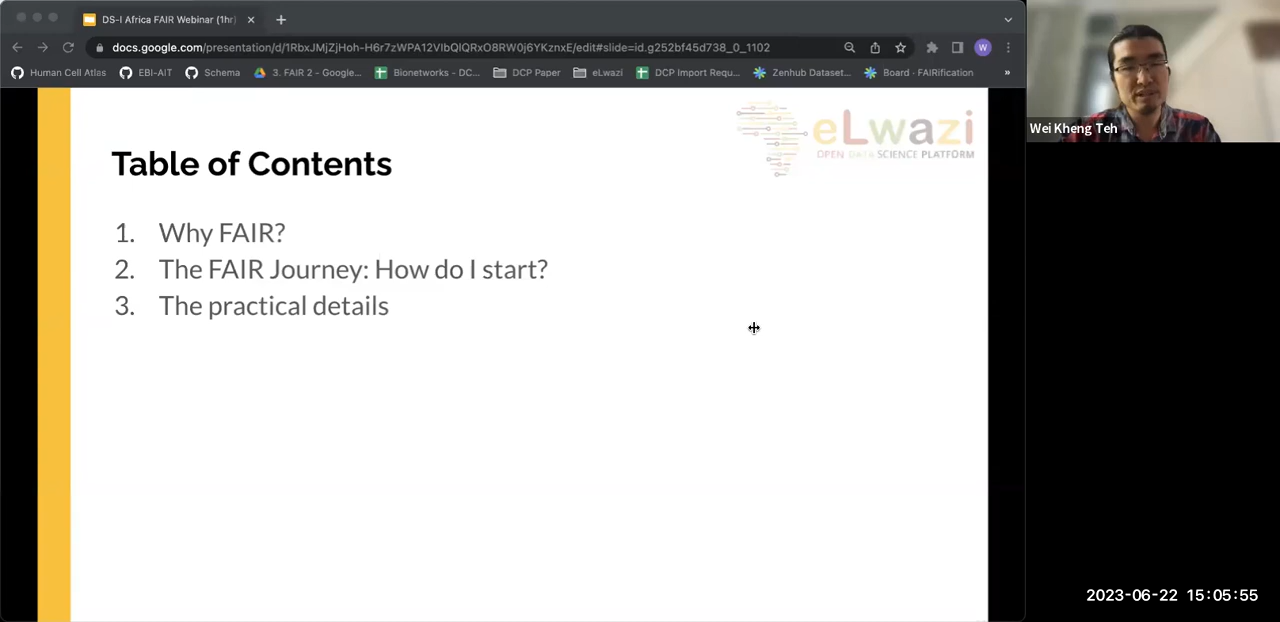 DS-I Africa FAIR Webinar (1hr)
docs.google.com/presentation/d/1RbxJMjZjHoh-H6r7zWPA12VIbQIQRxO8RW0j6YKznxE/edit#slide=id.g252bf45d738_0_1102
W
Human Cell Atlas
EBI-AIT
Schema
3. FAIR 2 - Google...
Bionetworks - DC...
DCP Paper
eLwazi
DCP Import Requ...
Zenhub Dataset...
Board · FAIRification
»
eLwazi
OPEN DATA SCIENCE PLATFORM
Table of Contents
1. Why FAIR?
2. The FAIR Journey: How do I start?
3. The practical details
Wei Kheng Teh
2023-06-22 15:05:55